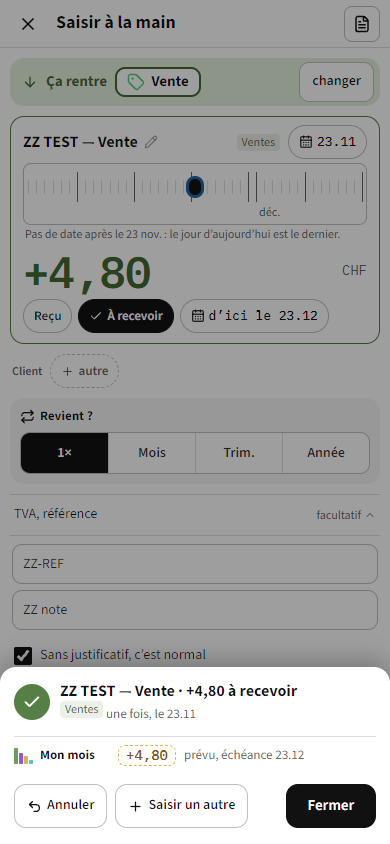 Saisir à la main
Ça rentre Vente changer
ZZ TEST — Vente Ventes 23.11
déc.
Pas de date après le 23 nov. : le jour d’aujourd’hui est le dernier.
+4,80 CHF
Reçu À recevoir d’ici le 23.12
Client + autre
Revient ?
1× Mois Trim. Année
TVA, référence facultatif
ZZ-REF
ZZ note
Sans justificatif, c’est normal
ZZ TEST — Vente · +4,80 à recevoir
Ventes une fois, le 23.11
Mon mois +4,80 prévu, échéance 23.12
Annuler + Saisir un autre Fermer